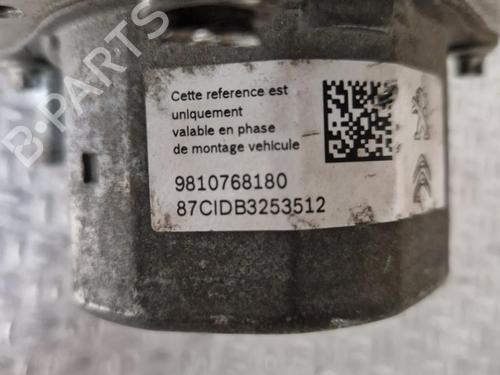 B-PARTS
Cette reference est
uniquement
valable en phase
de montage vehicule
9810768180
87CIDB3253512